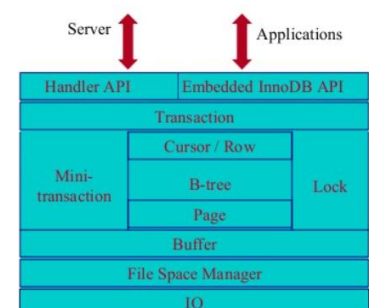 Server
Applications
Handler API
Embedded InnoDB API
Transaction
Cursor / Row
Mini-
transaction
B-tree
Lock
Page
Buffer
File Space Manager
IO